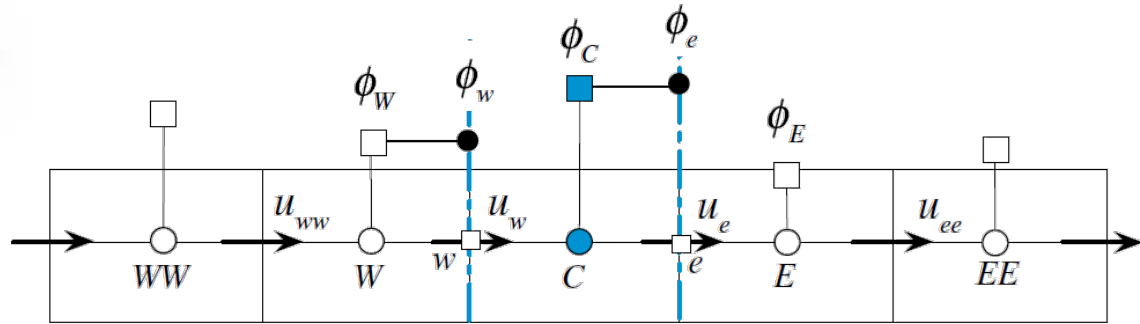 ϕ_C ϕ_e
ϕ_W ϕ_w
ϕ_E
u_ww u_w u_e u_ee
WW W w C e E EE